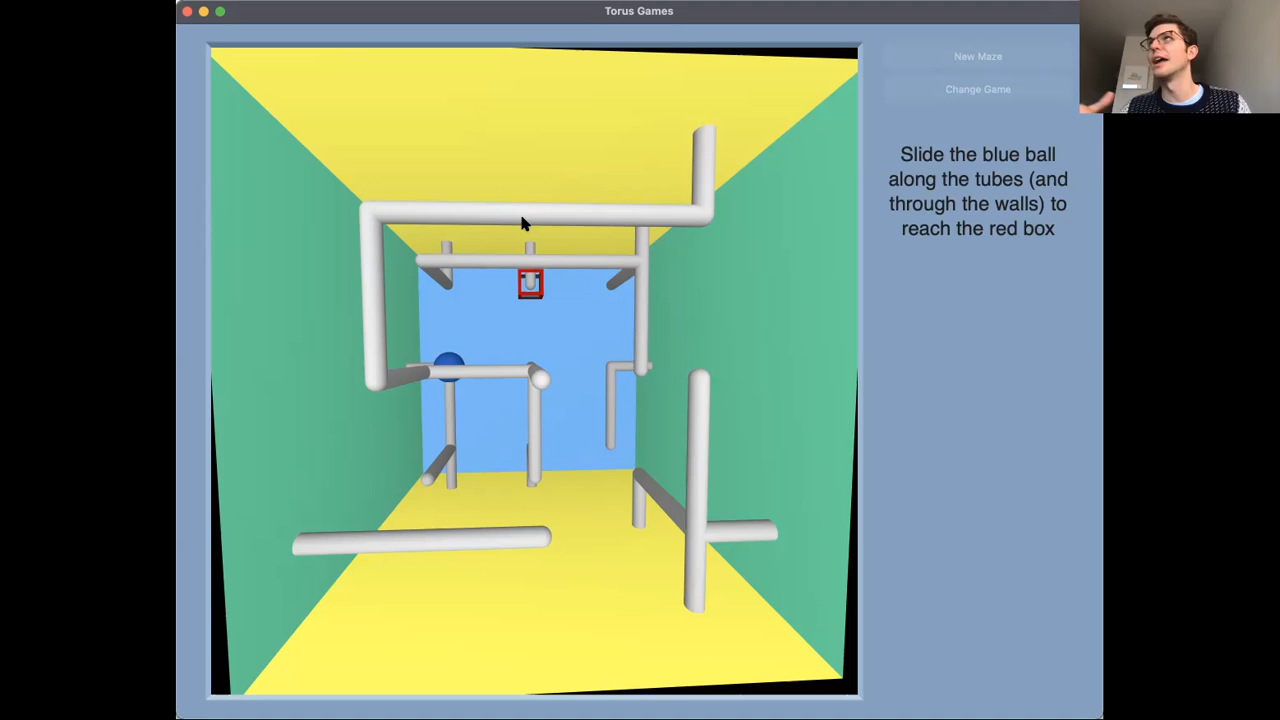 Torus Games
New Maze
Change Game
Slide the blue ball
along the tubes (and
through the walls) to
reach the red box